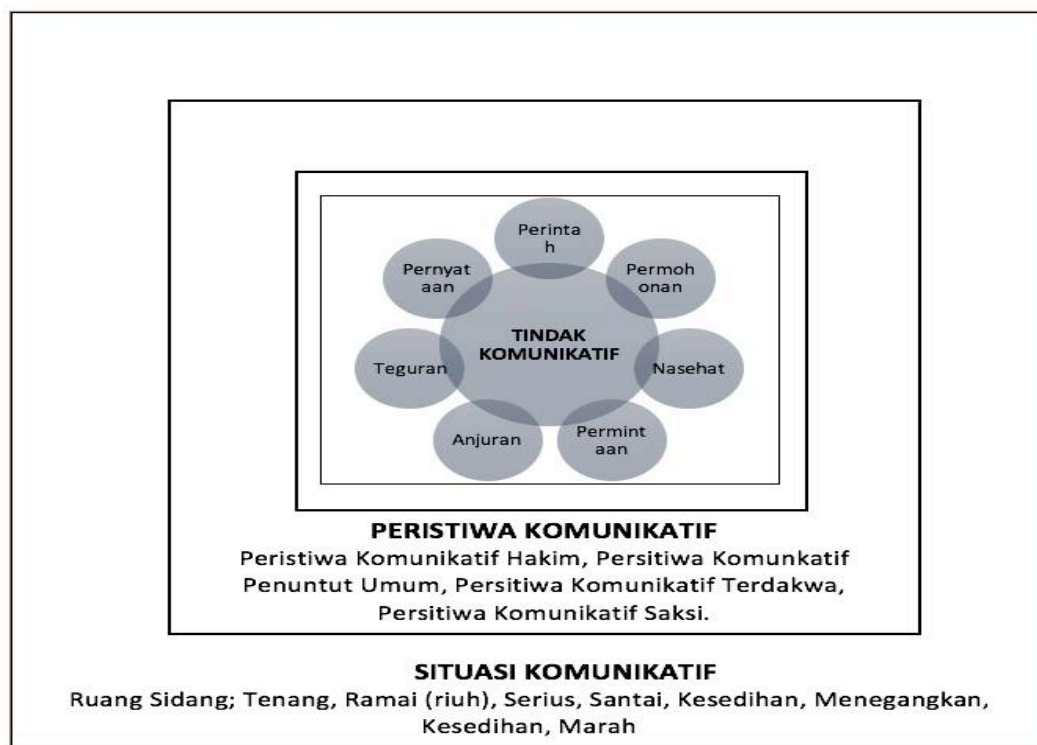 Perinta
h
Permoh
onan
Nasehat
Permint
aan
Anjuran
Teguran
Pernyat
aan
TINDAK
KOMUNIKATIF
PERISTIWA KOMUNIKATIF
Peristiwa Komunikatif Hakim, Persitiwa Komunkatif
Penuntut Umum, Persitiwa Komunikatif Terdakwa,
Persitiwa Komunikatif Saksi.
SITUASI KOMUNIKATIF
Ruang Sidang; Tenang, Ramai (riuh), Serius, Santai, Kesedihan, Menegangkan,
Kesedihan, Marah